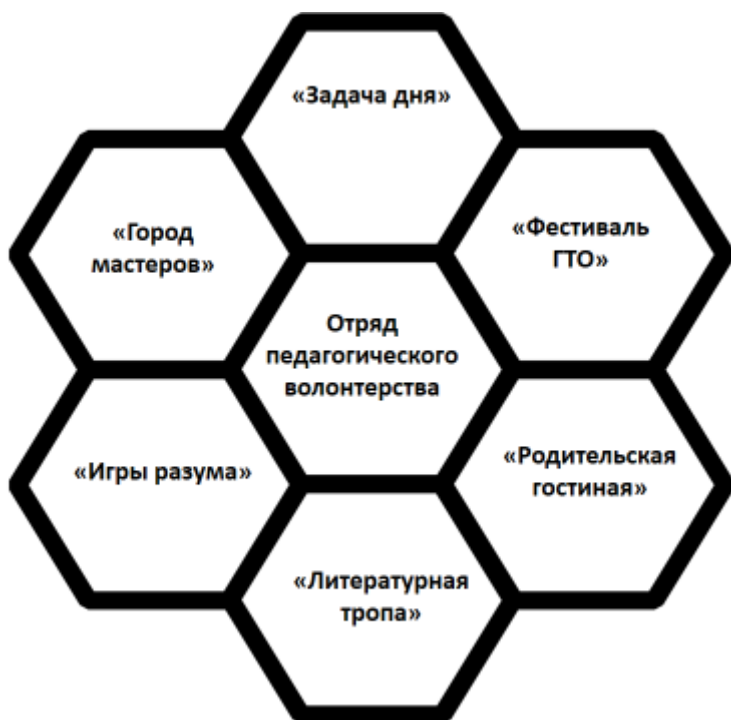 «Задача дня»
«Город
мастеров»
«Фестиваль
ГТО»
Отряд
педагогического
волонтерства
«Игры разума»
«Родительская
гостиная»
«Литературная
тропа»